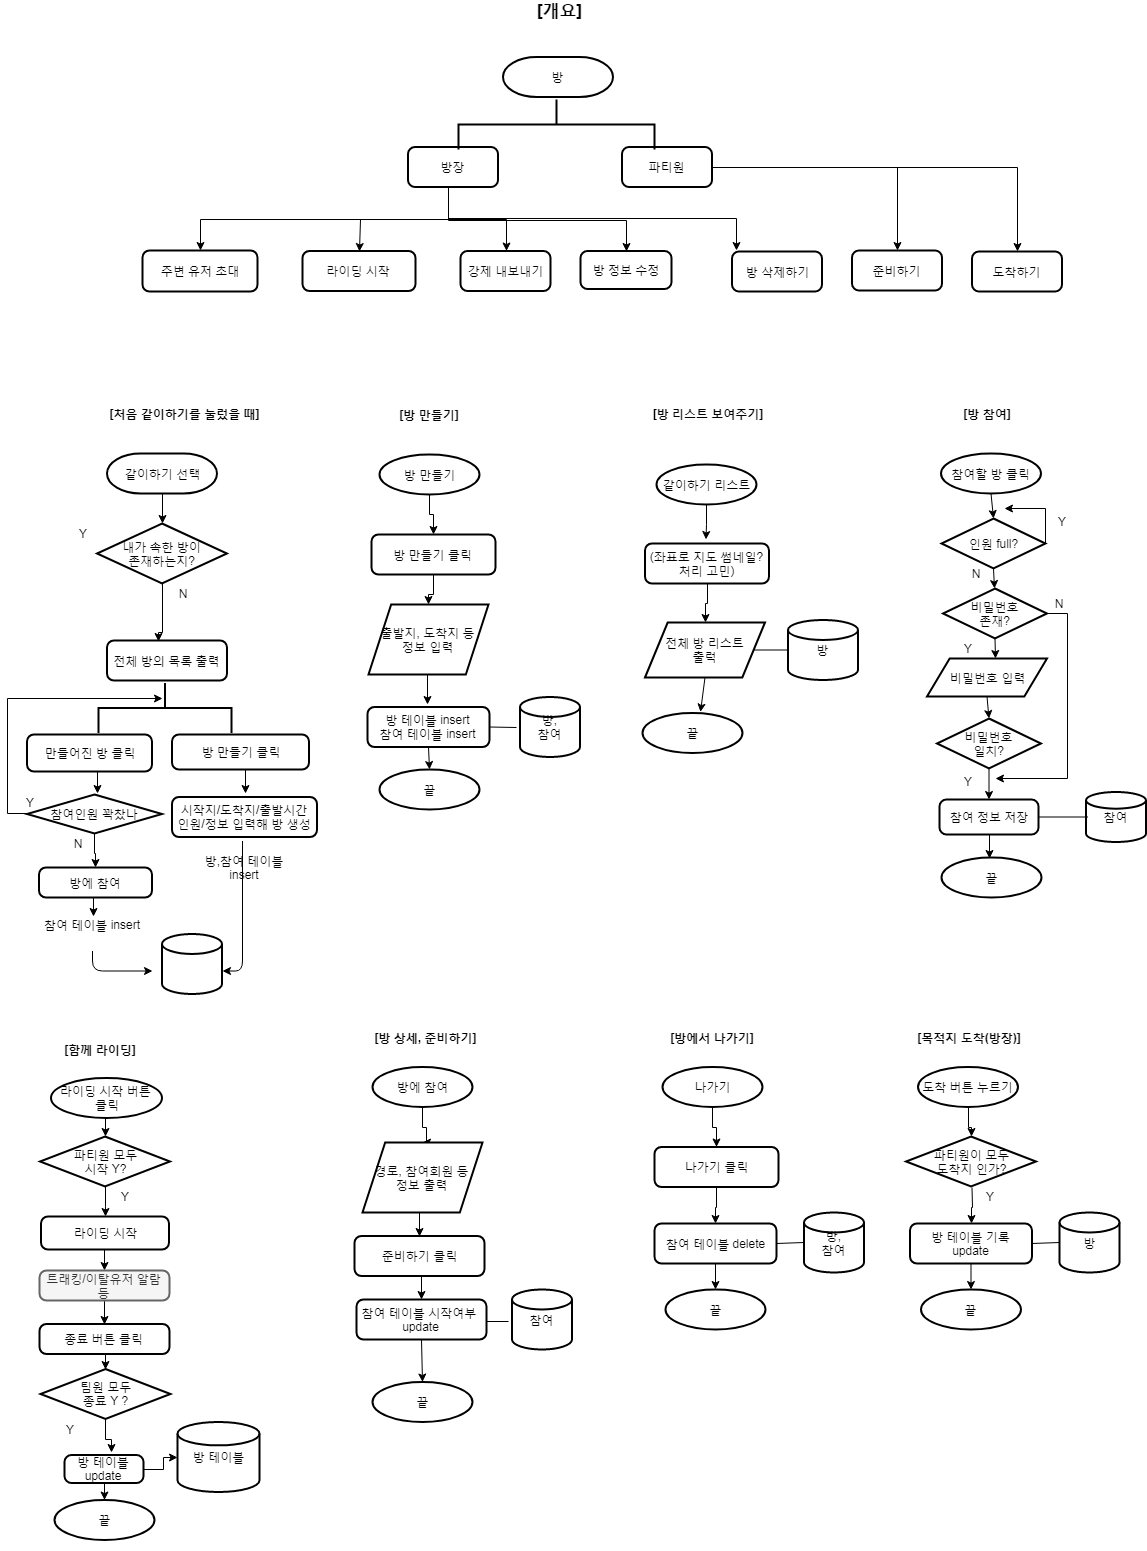 [개요]
방
방장
파티원
주변 유저 초대
라이딩 시작
강제 내보내기
방 정보 수정
방 삭제하기
준비하기
도착하기
[처음 같이하기를 눌렀을 때]
같이하기 선택
Y
내가 속한 방이
존재하는지?
N
전체 방의 목록 출력
만들어진 방 클릭
방 만들기 클릭
Y
참여인원 꽉찼나
시작지/도착지/출발시간
인원/정보 입력해 방 생성
N
방,참여 테이블
insert
방에 참여
참여 테이블 insert
[방 만들기]
방 만들기
방 만들기 클릭
출발지, 도착지 등
정보 입력
방 테이블 insert
참여 테이블 insert
방,
참여
끝
[방 리스트 보여주기]
같이하기 리스트
(좌표로 지도 썸네일?
처리 고민)
전체 방 리스트
출력
방
끝
[방 참여]
참여할 방 클릭
인원 full?
Y
N
비밀번호
존재?
N
Y
비밀번호 입력
비밀번호
일치?
Y
참여 정보 저장
참여
끝
[함께 라이딩]
라이딩 시작 버튼
클릭
파티원 모두
시작 Y?
Y
라이딩 시작
트래킹/이탈유저 알람
등
종료 버튼 클릭
팀원 모두
종료 Y ?
Y
방 테이블
update
방 테이블
끝
[방 상세, 준비하기]
방에 참여
경로, 참여회원 등
정보 출력
준비하기 클릭
참여 테이블 시작여부
update
참여
끝
[방에서 나가기]
나가기
나가기 클릭
참여 테이블 delete
방,
참여
끝
[목적지 도착(방장)]
도착 버튼 누르기
파티원이 모두
도착지 인가?
Y
방 테이블 기록
update
방
끝